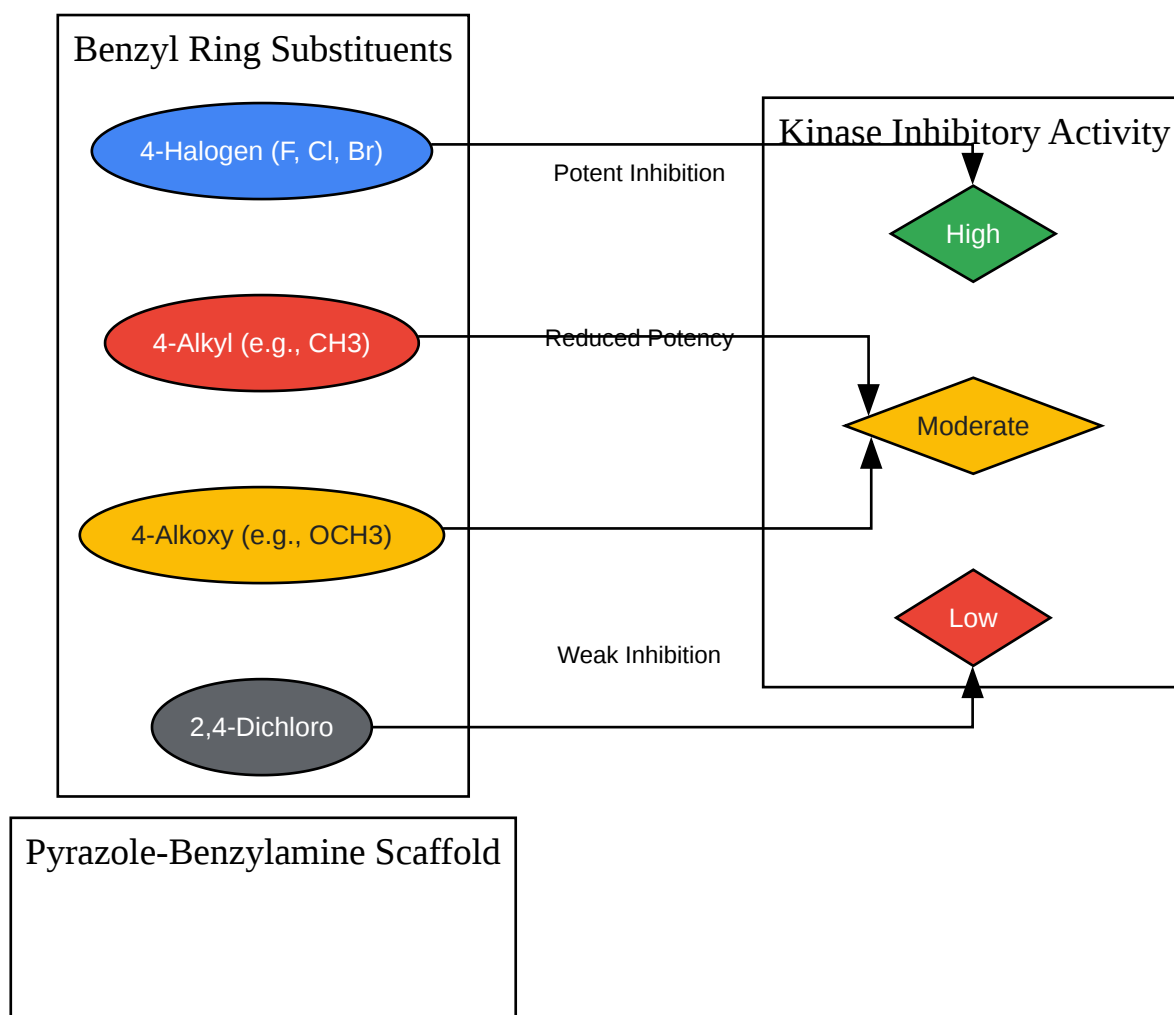 Benzyl Ring Substituents
4-Halogen (F, Cl, Br)
4-Alkyl (e.g., CH3)
4-Alkoxy (e.g., OCH3)
2,4-Dichloro
Potent Inhibition
Reduced Potency
Weak Inhibition
Kinase Inhibitory Activity
High
Moderate
Low
Pyrazole-Benzylamine Scaffold